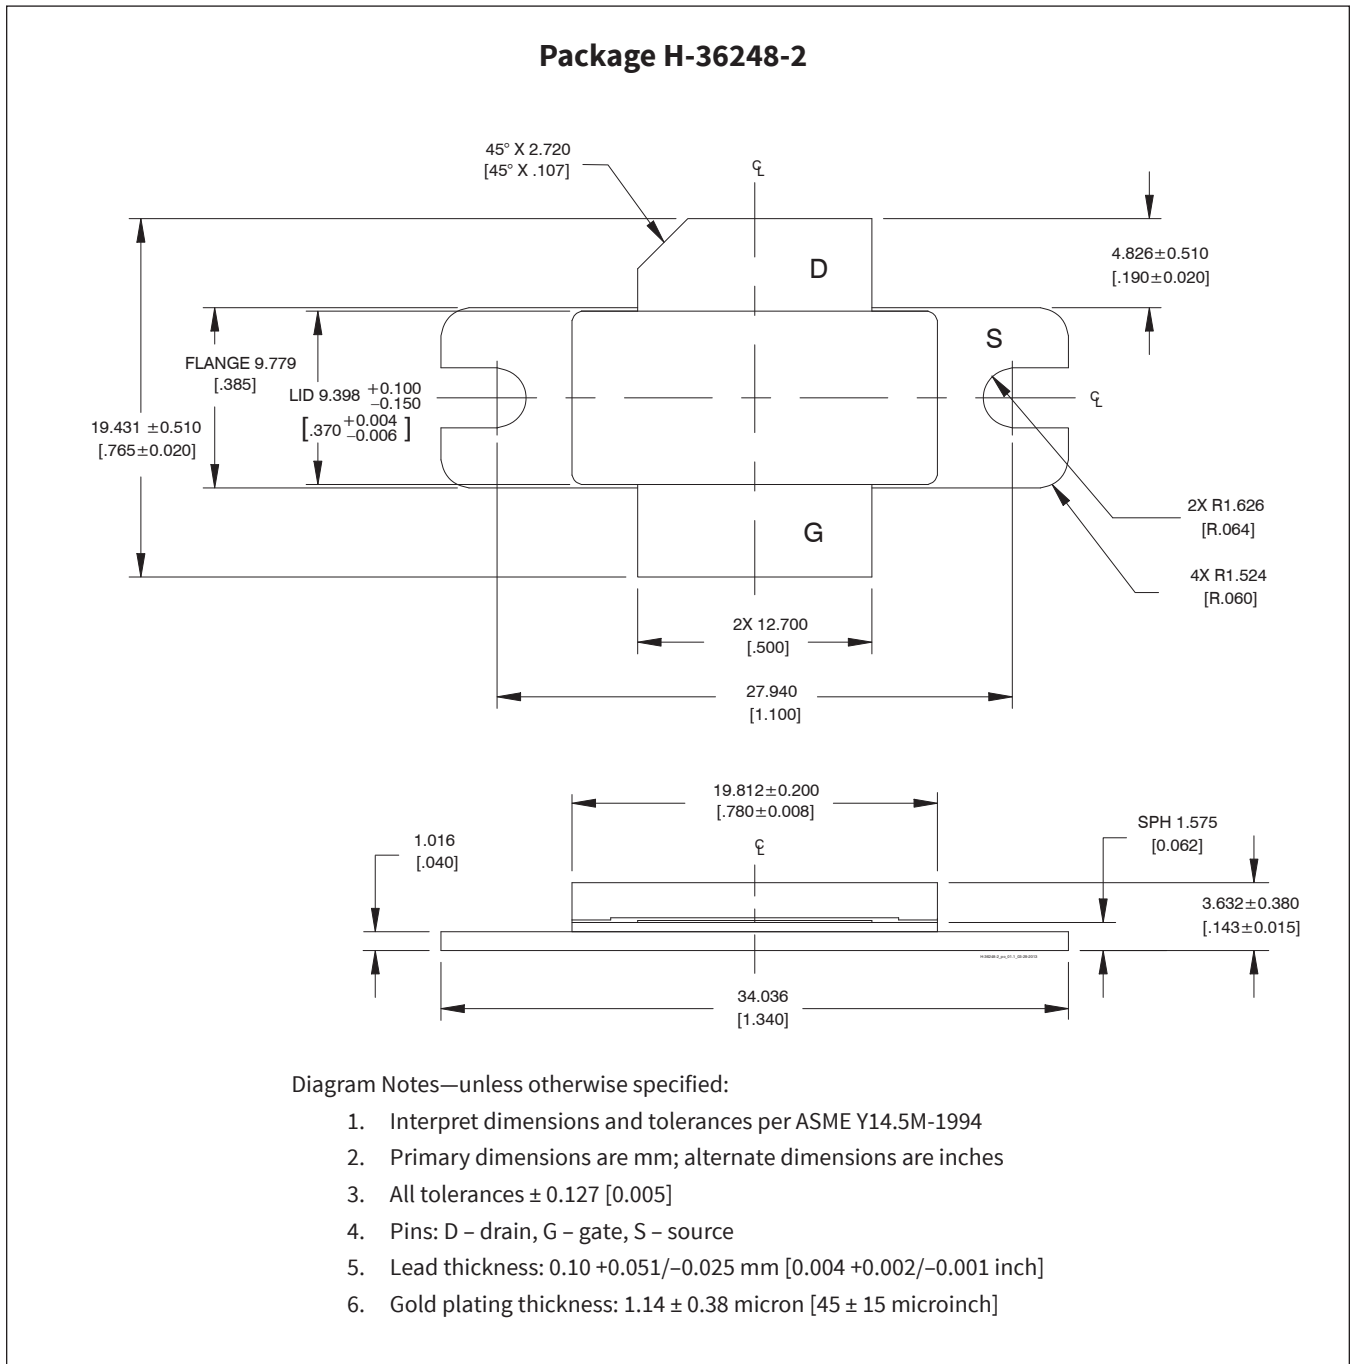 Package H-36248-2
45° X 2.720
[45° X .107]
C
L
D
4.826±0.510
[.190±0.020]
S
FLANGE 9.779
[.385]
LID 9.398 +0.100
–0.150
[.370 +0.004
–0.006 ]
C
L
19.431 ±0.510
[.765±0.020]
G
2X R1.626
[R.064]
4X R1.524
[R.060]
2X 12.700
[.500]
27.940
[1.100]
19.812±0.200
[.780±0.008]
C
L
1.016
[.040]
SPH 1.575
[0.062]
3.632±0.380
[.143±0.015]
34.036
[1.340]
Diagram Notes—unless otherwise specified:
1. Interpret dimensions and tolerances per ASME Y14.5M-1994
2. Primary dimensions are mm; alternate dimensions are inches
3. All tolerances ± 0.127 [0.005]
4. Pins: D – drain, G – gate, S – source
5. Lead thickness: 0.10 +0.051/–0.025 mm [0.004 +0.002/–0.001 inch]
6. Gold plating thickness: 1.14 ± 0.38 micron [45 ± 15 microinch]